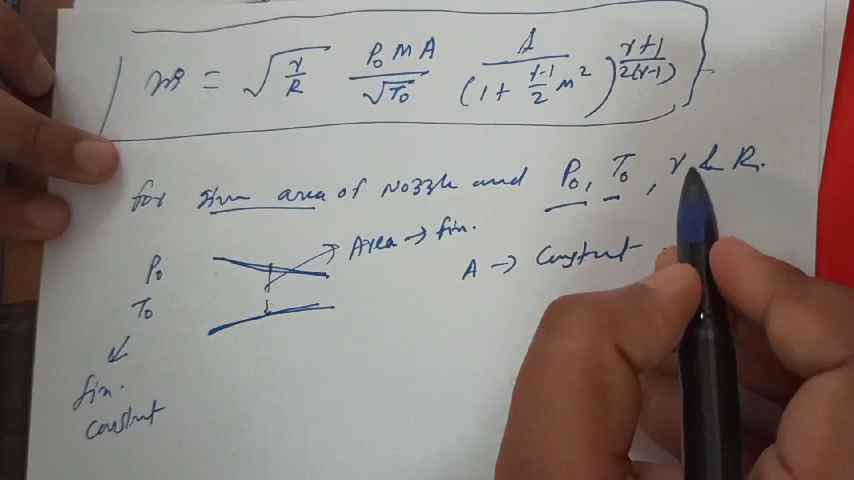 ṁ = √(γ/R) P₀ M A / √T₀ 1 / (1 + (γ-1)/2 M²)^((γ+1)/(2(γ-1)))
for given area of Nozzle and P₀, T₀, γ & R.
Area → fix.
A → Constant
P₀
T₀
↓
fix.
constant